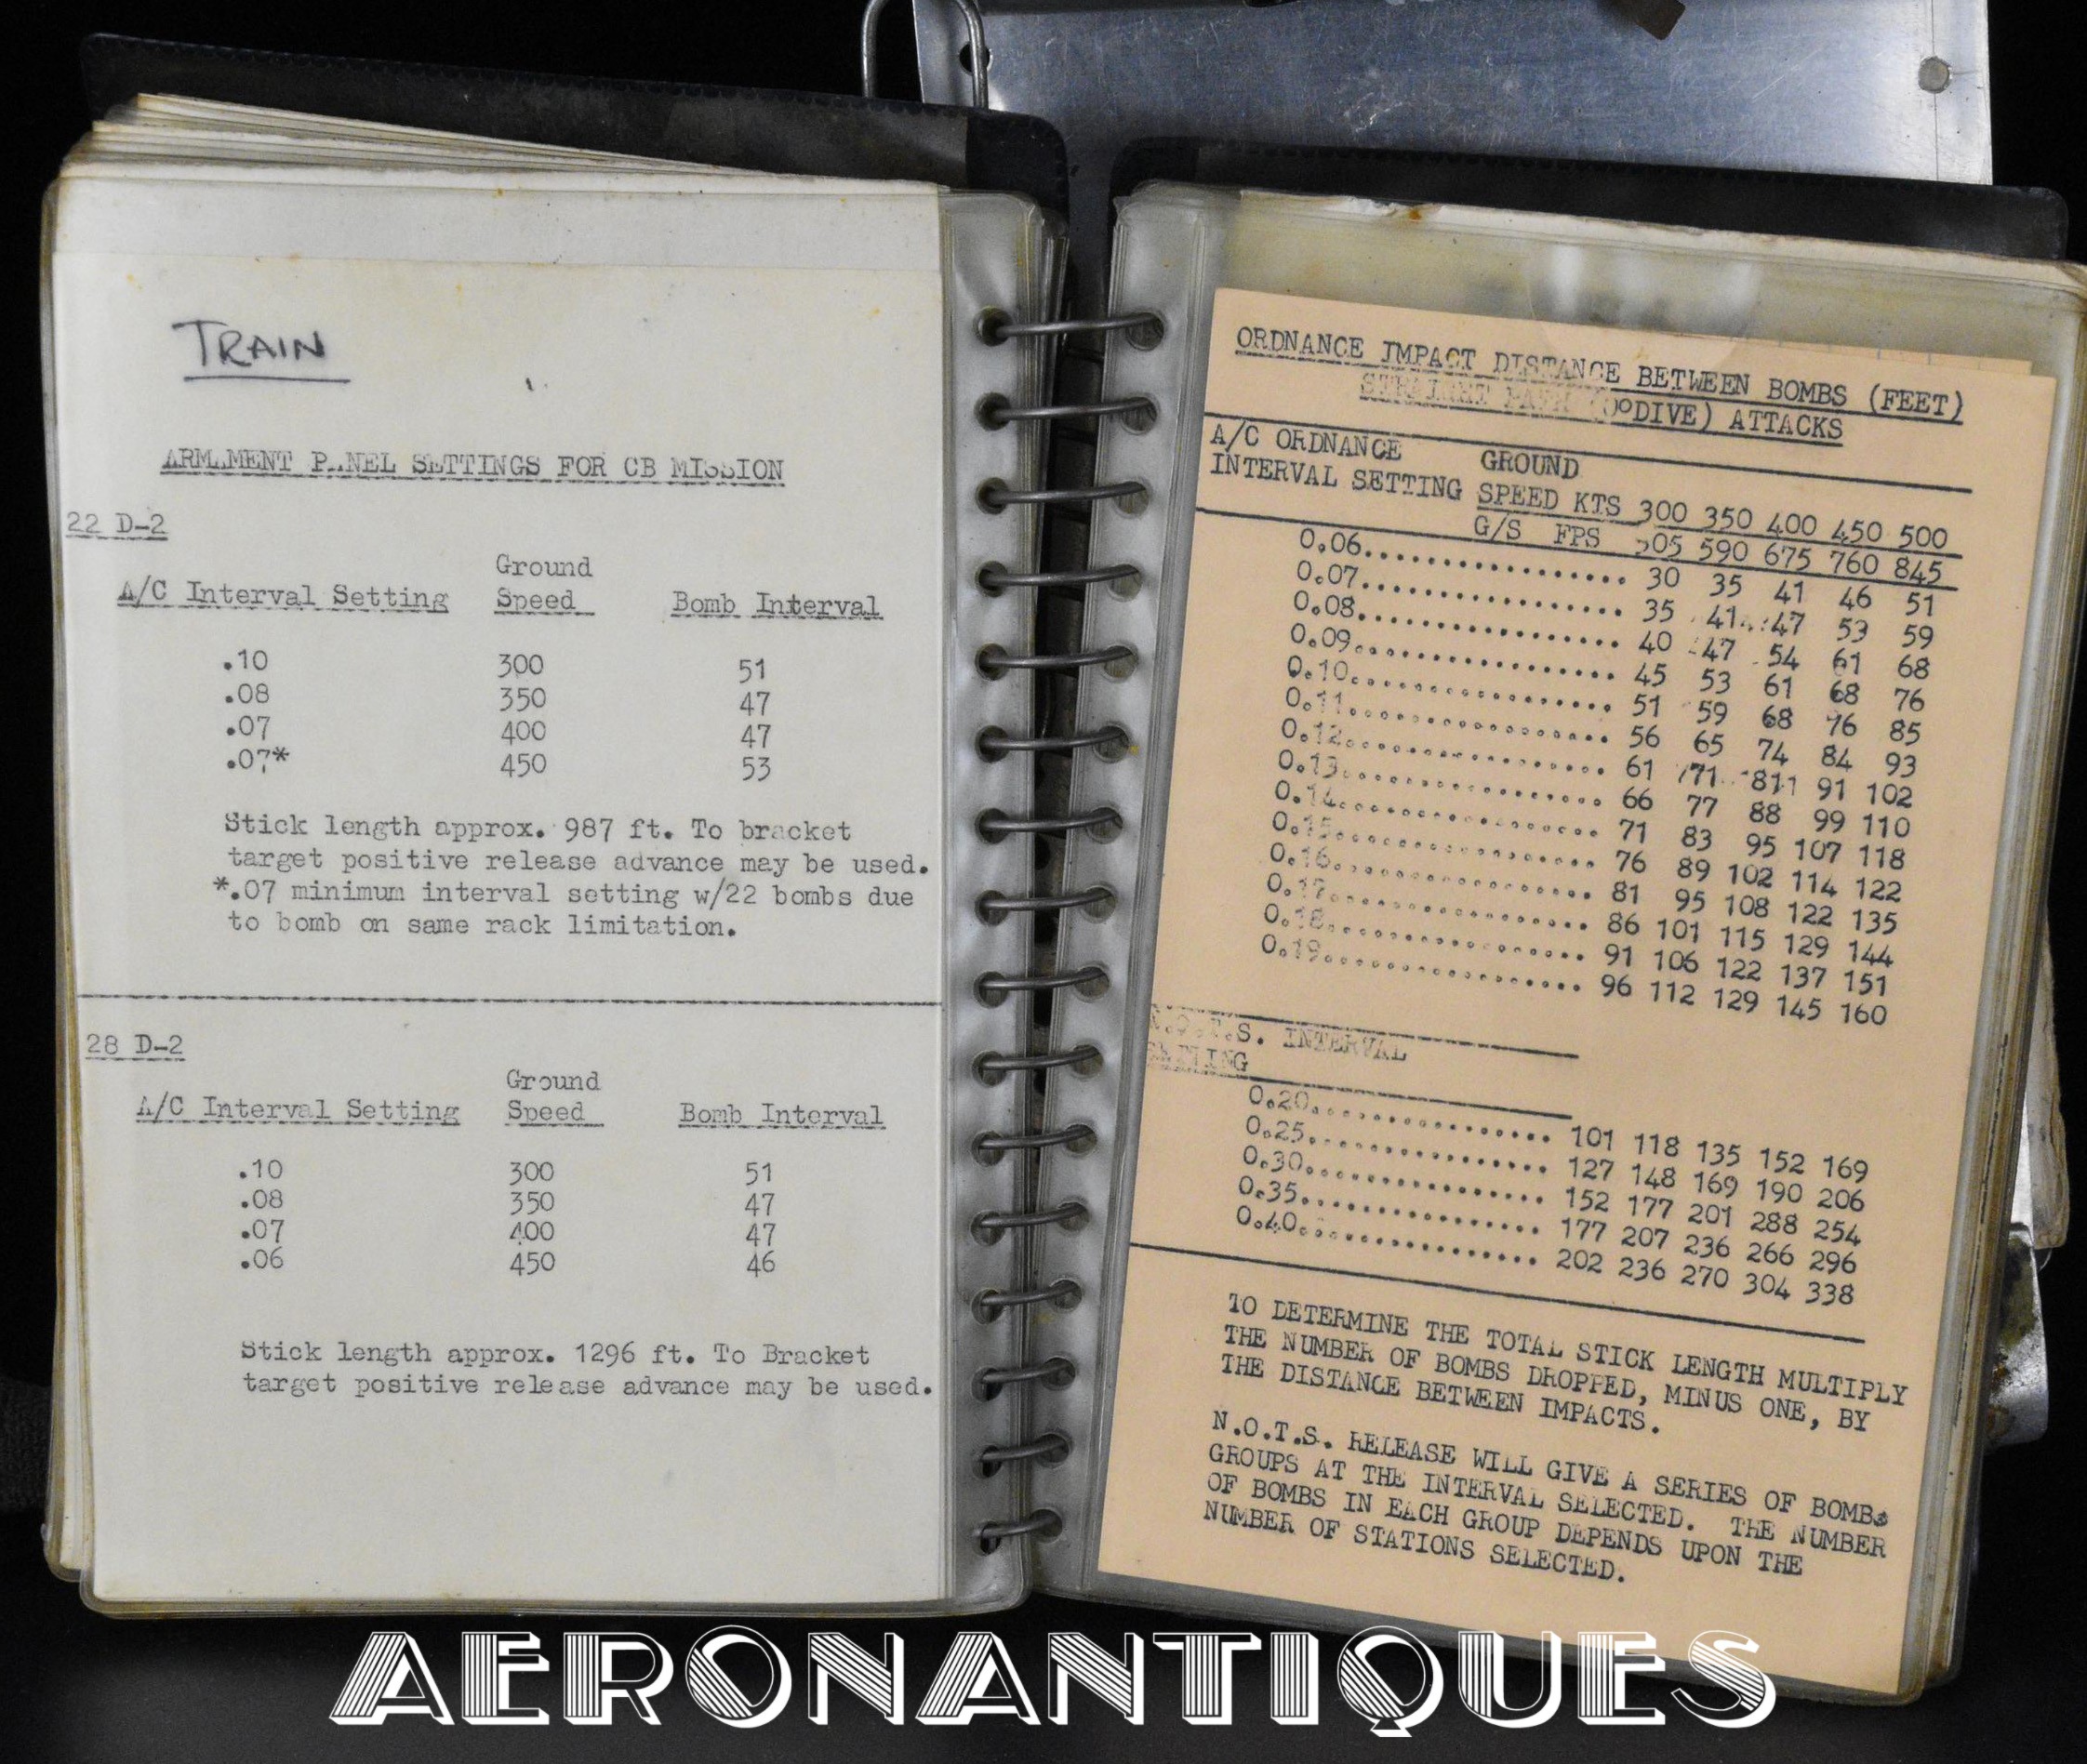 TRAIN
ARMAMENT PANEL SETTINGS FOR CB MISSION
22 D-2
Ground
A/C Interval Setting Speed Bomb Interval
.10 300 51
.08 350 47
.07 400 47
.07* 450 53
Stick length approx. 987 ft. To bracket
target positive release advance may be used.
*.07 minimum interval setting w/22 bombs due
to bomb on same rack limitation.
28 D-2
Ground
A/C Interval Setting Speed Bomb Interval
.10 300 51
.08 350 47
.07 400 47
.06 450 46
Stick length approx. 1296 ft. To Bracket
target positive release advance may be used.
ORDNANCE IMPACT DISTANCE BETWEEN BOMBS (FEET)
STRAIGHT PATH (0°DIVE) ATTACKS
A/C ORDNANCE GROUND
INTERVAL SETTING SPEED KTS 300 350 400 450 500
G/S FPS 505 590 675 760 845
0.06................. 30 35 41 46 51
0.07................. 35 41 47 53 59
0.08................. 40 47 54 61 68
0.09................. 45 53 61 68 76
0.10................. 51 59 68 76 85
0.11................. 56 65 74 84 93
0.12................. 61 71 81 91 102
0.13................. 66 77 88 99 110
0.14................. 71 83 95 107 118
0.15................. 76 89 102 114 122
0.16................. 81 95 108 122 135
0.17................. 86 101 115 129 144
0.18................. 91 106 122 137 151
0.19................. 96 112 129 145 160
N.O.T.S. INTERVAL
SETTING
0.20............... 101 118 135 152 169
0.25............... 127 148 169 190 206
0.30............... 152 177 201 288 254
0.35............... 177 207 236 266 296
0.40............... 202 236 270 304 338
TO DETERMINE THE TOTAL STICK LENGTH MULTIPLY
THE NUMBER OF BOMBS DROPPED, MINUS ONE, BY
THE DISTANCE BETWEEN IMPACTS.
N.O.T.S. RELEASE WILL GIVE A SERIES OF BOMB
GROUPS AT THE INTERVAL SELECTED. THE NUMBER
OF BOMBS IN EACH GROUP DEPENDS UPON THE
NUMBER OF STATIONS SELECTED.
AERONANTIQUES